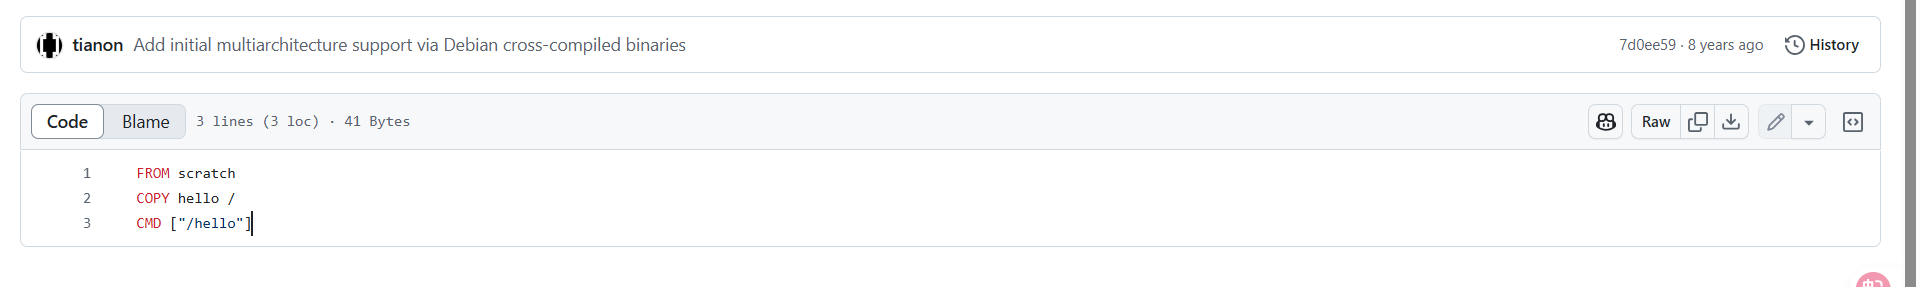 tianon Add initial multiarchitecture support via Debian cross-compiled binaries 7d0ee59 · 8 years ago History
Code Blame 3 lines (3 loc) · 41 Bytes Raw
1 FROM scratch
2 COPY hello /
3 CMD ["/hello"]